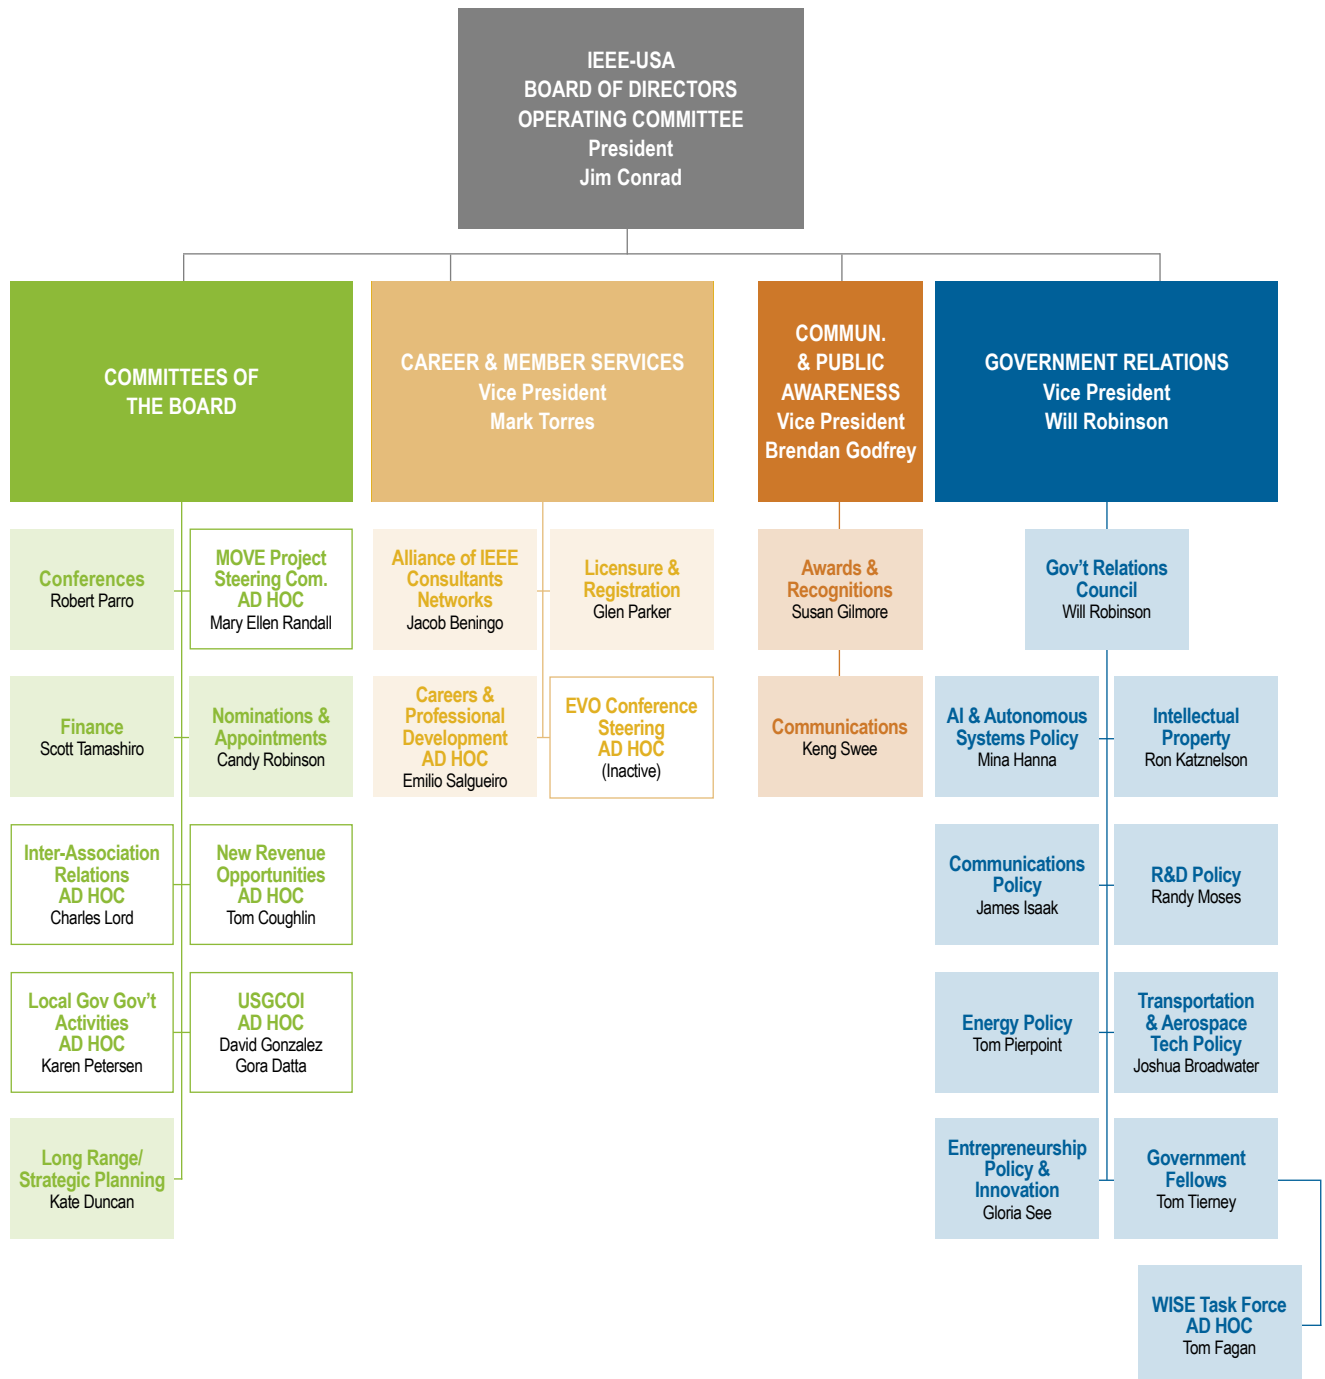 IEEE-USA
BOARD OF DIRECTORS
OPERATING COMMITTEE
President
Jim Conrad
COMMITTEES OF
THE BOARD
CAREER & MEMBER SERVICES
Vice President
Mark Torres
COMMUN.
& PUBLIC
AWARENESS
Vice President
Brendan Godfrey
GOVERNMENT RELATIONS
Vice President
Will Robinson
Conferences
Robert Parro
MOVE Project
Steering Com.
AD HOC
Mary Ellen Randall
Finance
Scott Tamashiro
Nominations &
Appointments
Candy Robinson
Inter-Association
Relations
AD HOC
Charles Lord
New Revenue
Opportunities
AD HOC
Tom Coughlin
Local Gov Gov't
Activities
AD HOC
Karen Petersen
USGCOI
AD HOC
David Gonzalez
Gora Datta
Long Range/
Strategic Planning
Kate Duncan
Alliance of IEEE
Consultants
Networks
Jacob Beningo
Licensure &
Registration
Glen Parker
Careers &
Professional
Development
AD HOC
Emilio Salgueiro
EVO Conference
Steering
AD HOC
(Inactive)
Awards &
Recognitions
Susan Gilmore
Communications
Keng Swee
Gov't Relations
Council
Will Robinson
AI & Autonomous
Systems Policy
Mina Hanna
Intellectual
Property
Ron Katznelson
Communications
Policy
James Isaak
R&D Policy
Randy Moses
Energy Policy
Tom Pierpoint
Transportation
& Aerospace
Tech Policy
Joshua Broadwater
Entrepreneurship
Policy &
Innovation
Gloria See
Government
Fellows
Tom Tierney
WISE Task Force
AD HOC
Tom Fagan